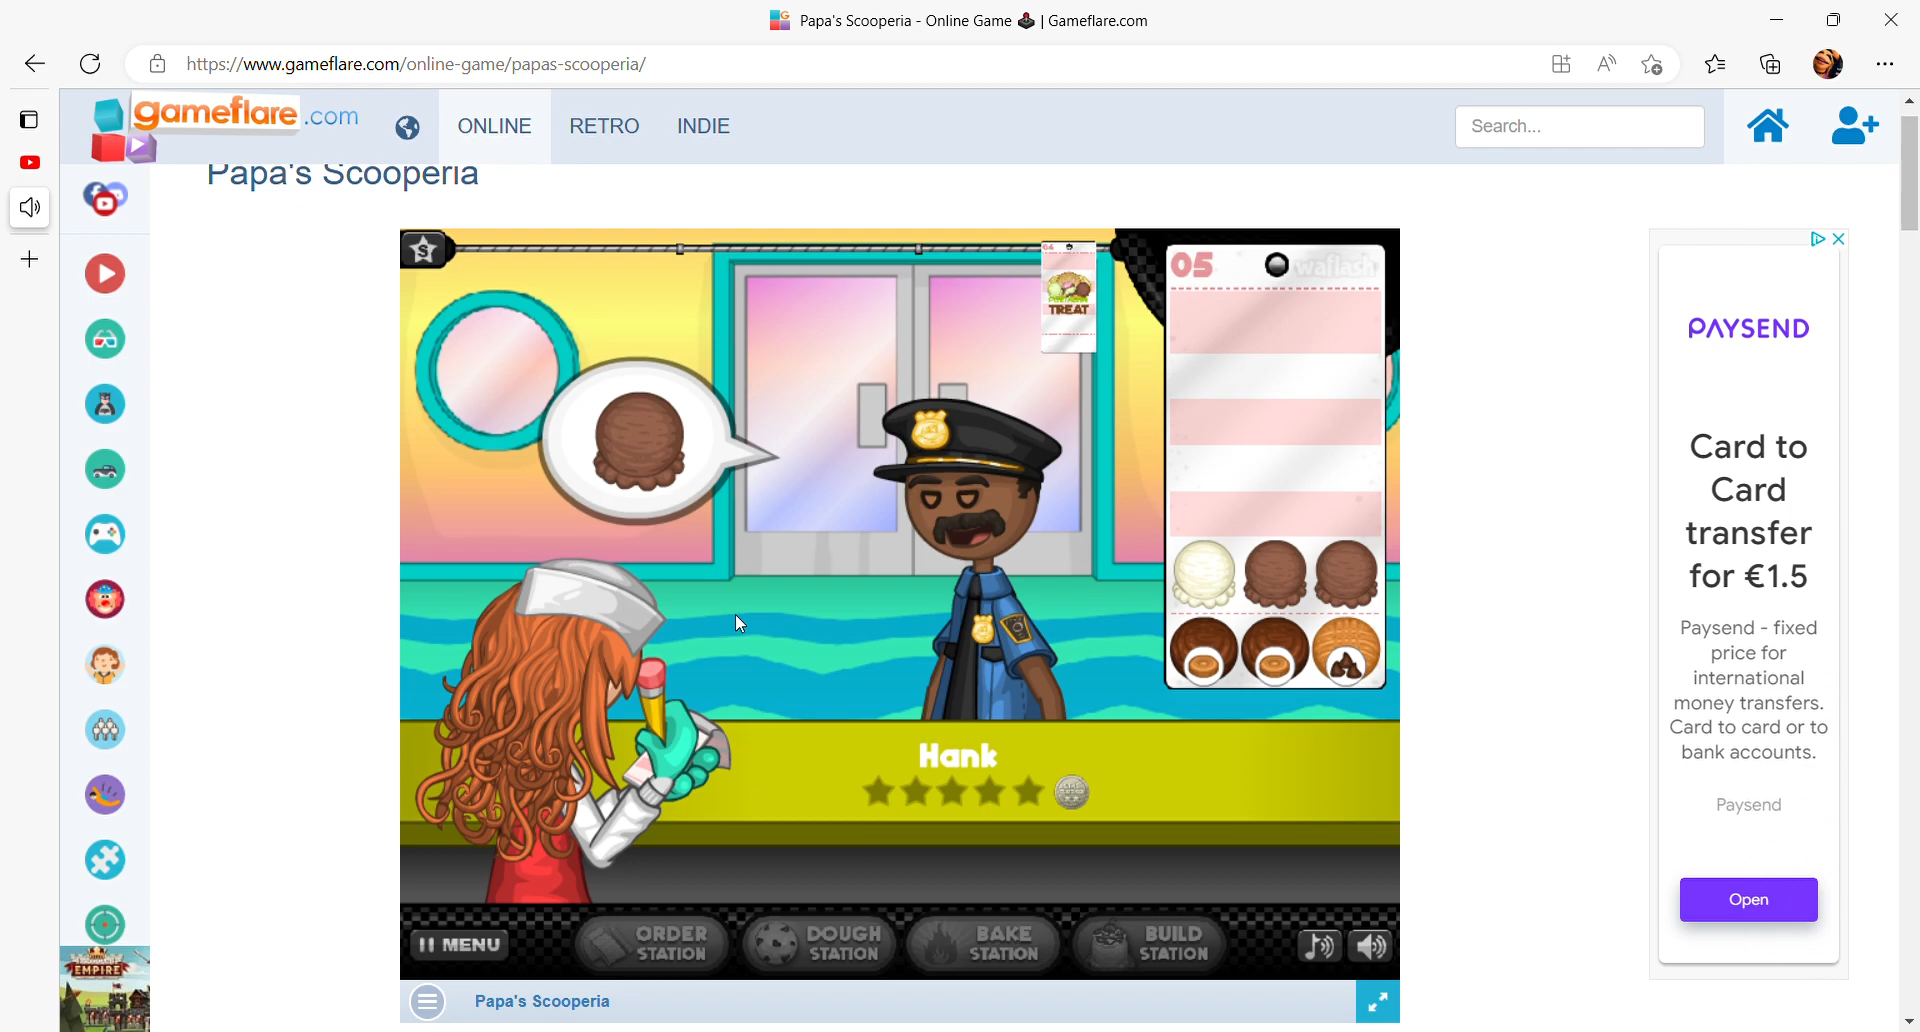 Papa's Scooperia - Online Game | Gameflare.com
https://www.gameflare.com/online-game/papas-scooperia/
gameflare.com
ONLINE
RETRO
INDIE
Search...
Papa's Scooperia
S
04
TREAT
05
waflash
Hank
MENU
ORDER STATION
DOUGH STATION
BAKE STATION
BUILD STATION
Papa's Scooperia
EMPIRE
PAYSEND
Card to
Card
transfer
for €1.5
Paysend - fixed
price for
international
money transfers.
Card to card or to
bank accounts.
Paysend
Open